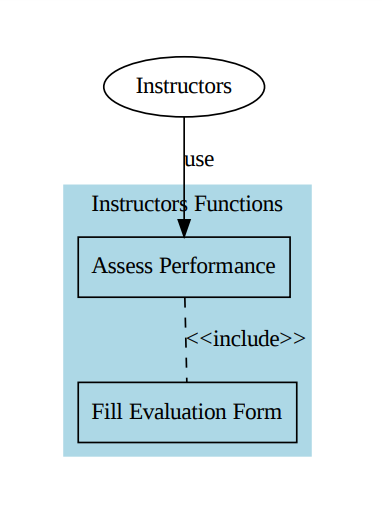 Instructors
use
Instructors Functions
Assess Performance
<<include>>
Fill Evaluation Form